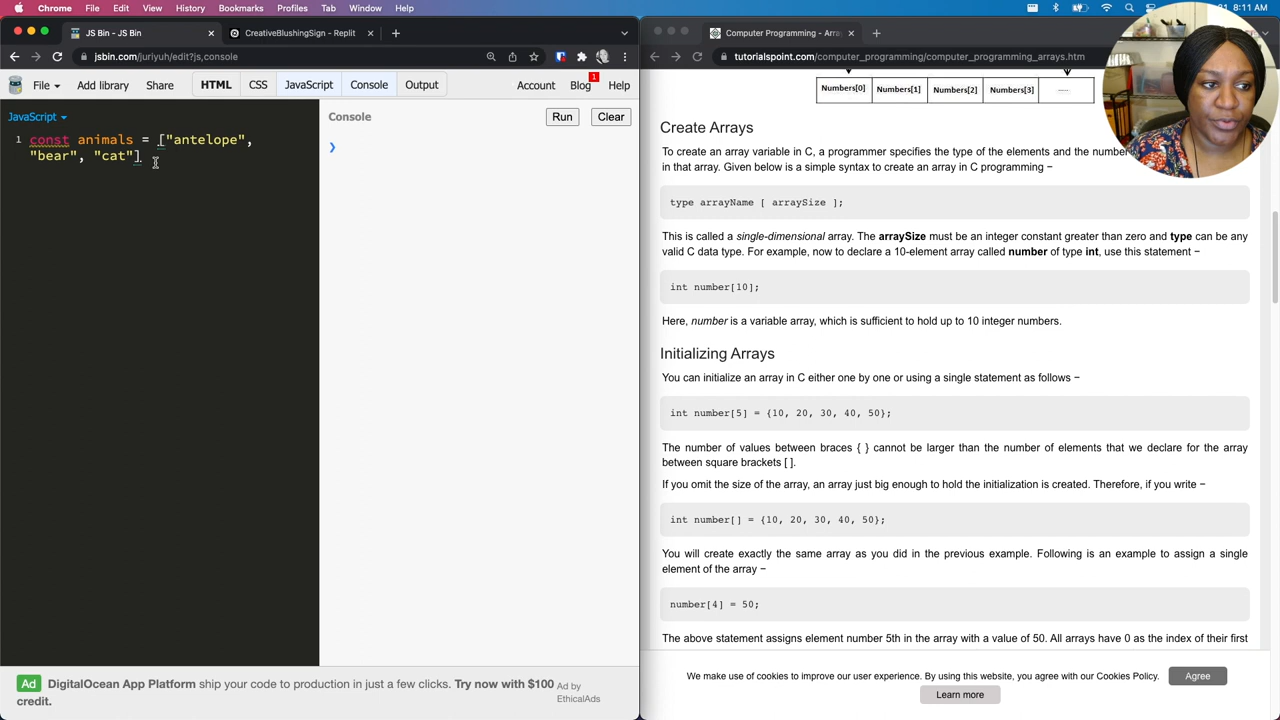 Chrome File Edit View History Bookmarks Profiles Tab Window Help
11 AM
JS Bin - JS Bin
CreativeBlushingSign - Replit
jsbin.com/juriyuh/edit?js,console
File
Add library
Share
HTML
CSS
JavaScript
Console
Output
Account
Blog
1
Help
JavaScript
1 const animals = ["antelope",
"bear", "cat"]
Console
Run
Clear
❯
Ad
DigitalOcean App Platform ship your code to production in just a few clicks. Try now with $100
credit.
Ad by
EthicalAds
Computer Programming - Arra
tutorialspoint.com/computer_programming/computer_programming_arrays.htm
Numbers[0] Numbers[1] Numbers[2] Numbers[3] .....
Create Arrays
To create an array variable in C, a programmer specifies the type of the elements and the number
in that array. Given below is a simple syntax to create an array in C programming −
type arrayName [ arraySize ];
This is called a single-dimensional array. The arraySize must be an integer constant greater than zero and type can be any
valid C data type. For example, now to declare a 10-element array called number of type int, use this statement −
int number[10];
Here, number is a variable array, which is sufficient to hold up to 10 integer numbers.
Initializing Arrays
You can initialize an array in C either one by one or using a single statement as follows −
int number[5] = {10, 20, 30, 40, 50};
The number of values between braces { } cannot be larger than the number of elements that we declare for the array
between square brackets [ ].
If you omit the size of the array, an array just big enough to hold the initialization is created. Therefore, if you write −
int number[] = {10, 20, 30, 40, 50};
You will create exactly the same array as you did in the previous example. Following is an example to assign a single
element of the array −
number[4] = 50;
The above statement assigns element number 5th in the array with a value of 50. All arrays have 0 as the index of their first
We make use of cookies to improve our user experience. By using this website, you agree with our Cookies Policy.
Agree
Learn more